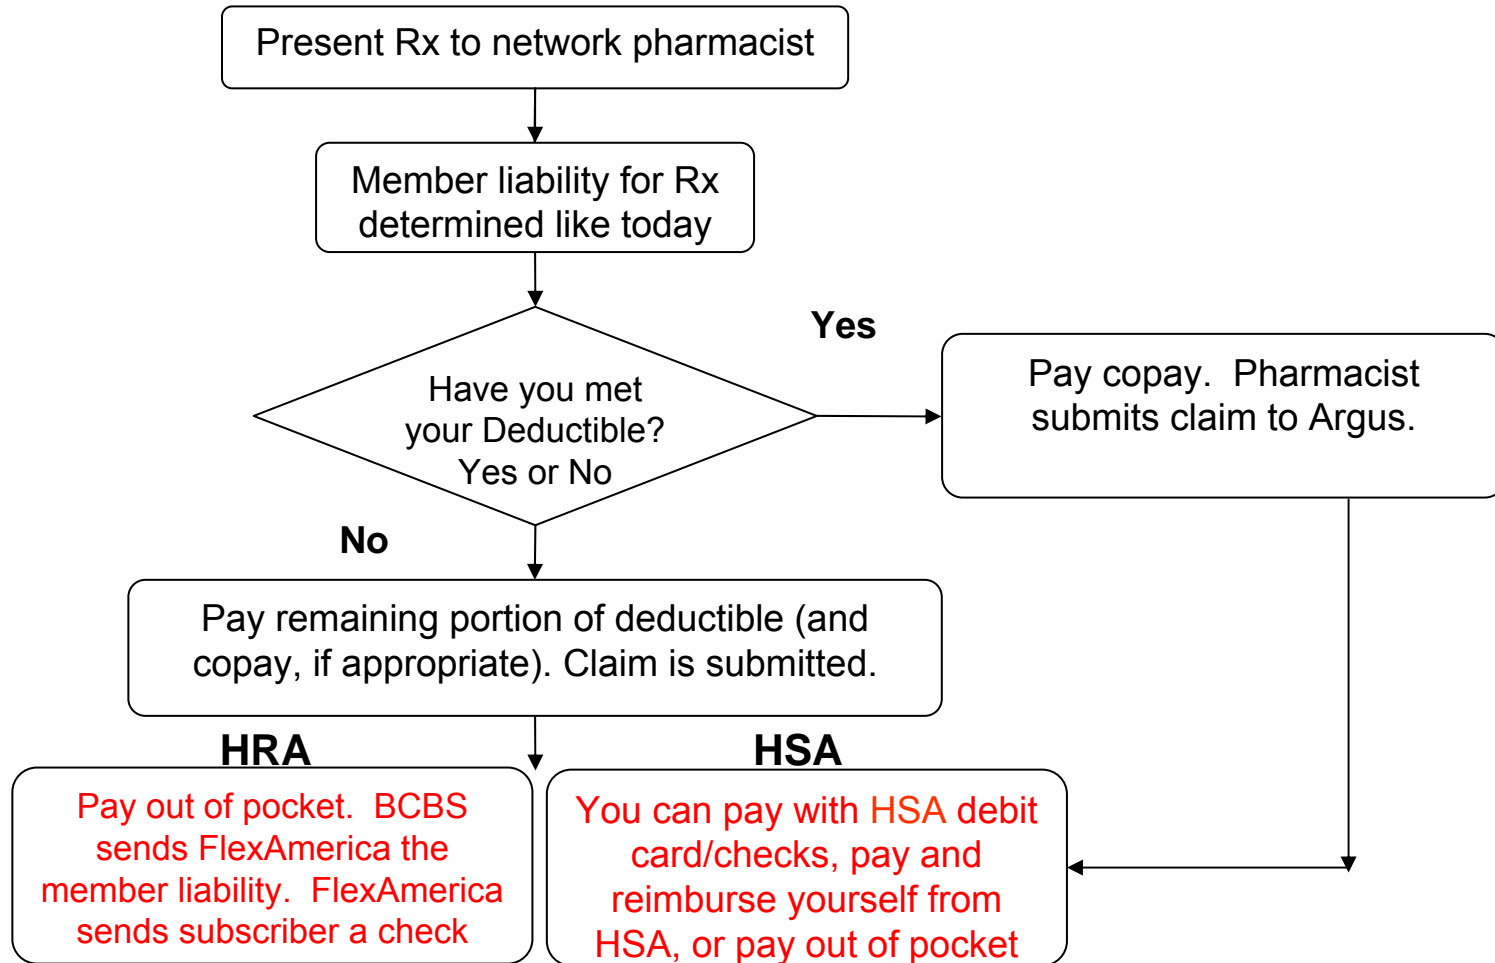 Present Rx to network pharmacist
Member liability for Rx
determined like today
Yes
Have you met
your Deductible?
Yes or No
Pay copay.  Pharmacist
submits claim to Argus.
No
Pay remaining portion of deductible (and
copay, if appropriate). Claim is submitted.
HRA
Pay out of pocket.  BCBS
sends FlexAmerica the
member liability.  FlexAmerica
sends subscriber a check
HSA
You can pay with HSA debit
card/checks, pay and
reimburse yourself from
HSA, or pay out of pocket